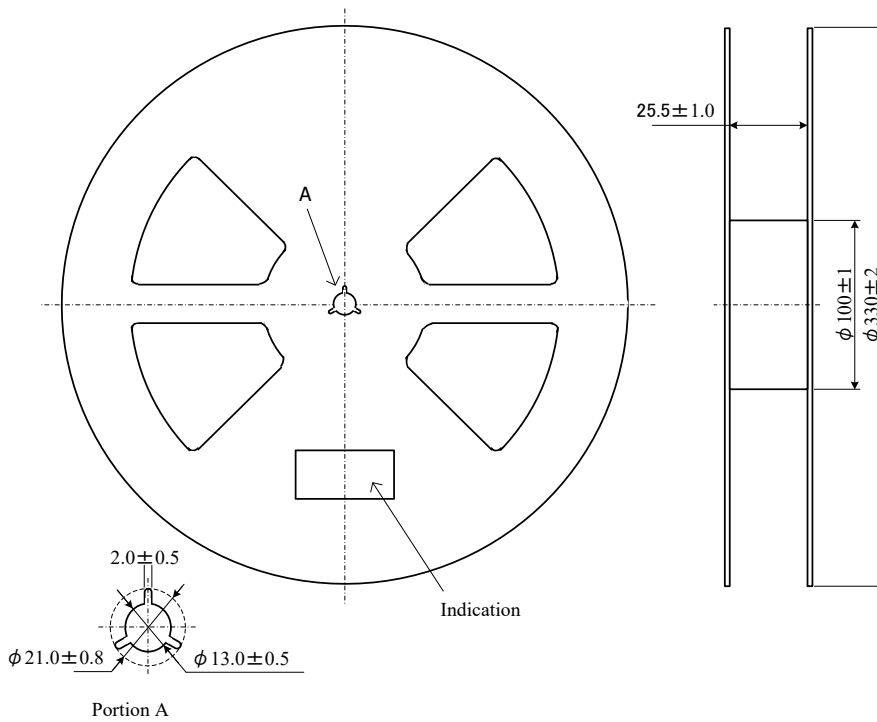 A
25.5±1.0
φ100±1
φ330±2
Indication
2.0±0.5
φ21.0±0.8
φ13.0±0.5
Portion A